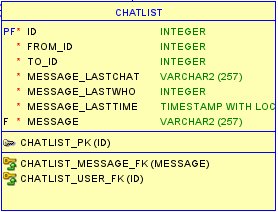 CHATLIST
PF* ID INTEGER
* FROM_ID INTEGER
* TO_ID INTEGER
* MESSAGE_LASTCHAT VARCHAR2 (257)
* MESSAGE_LASTWHO INTEGER
* MESSAGE_LASTTIME TIMESTAMP WITH LOC
F * MESSAGE VARCHAR2 (257)
CHATLIST_PK (ID)
CHATLIST_MESSAGE_FK (MESSAGE)
CHATLIST_USER_FK (ID)